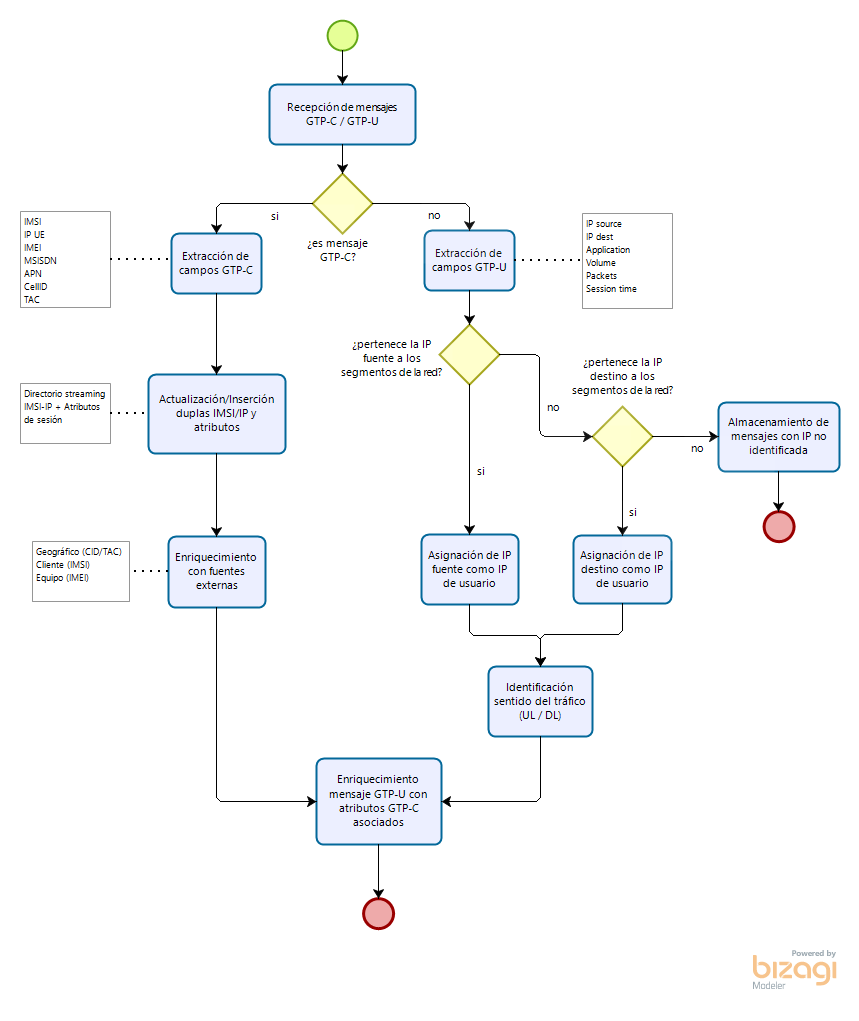 Recepción de mensajes
GTP-C / GTP-U
si
no
¿es mensaje
GTP-C?
IMSI
IP UE
IMEI
MSISDN
APN
CellID
TAC
Extracción de
campos GTP-C
Extracción de
campos GTP-U
IP source
IP dest
Application
Volume
Packets
Session time
¿pertenece la IP
fuente a los
segmentos de la red?
¿pertenece la IP
destino a los
segmentos de la red?
Directorio streaming
IMSI-IP + Atributos
de sesión
Actualización/Inserción
duplas IMSI/IP y
atributos
no
no
Almacenamiento de
mensajes con IP no
identificada
si
si
Geográfico (CID/TAC)
Cliente (IMSI)
Equipo (IMEI)
Enriquecimiento
con fuentes
externas
Asignación de IP
fuente como IP
de usuario
Asignación de IP
destino como IP
de usuario
Identificación
sentido del tráfico
(UL / DL)
Enriquecimiento
mensaje GTP-U con
atributos GTP-C
asociados
Powered by
bizagi
Modeler